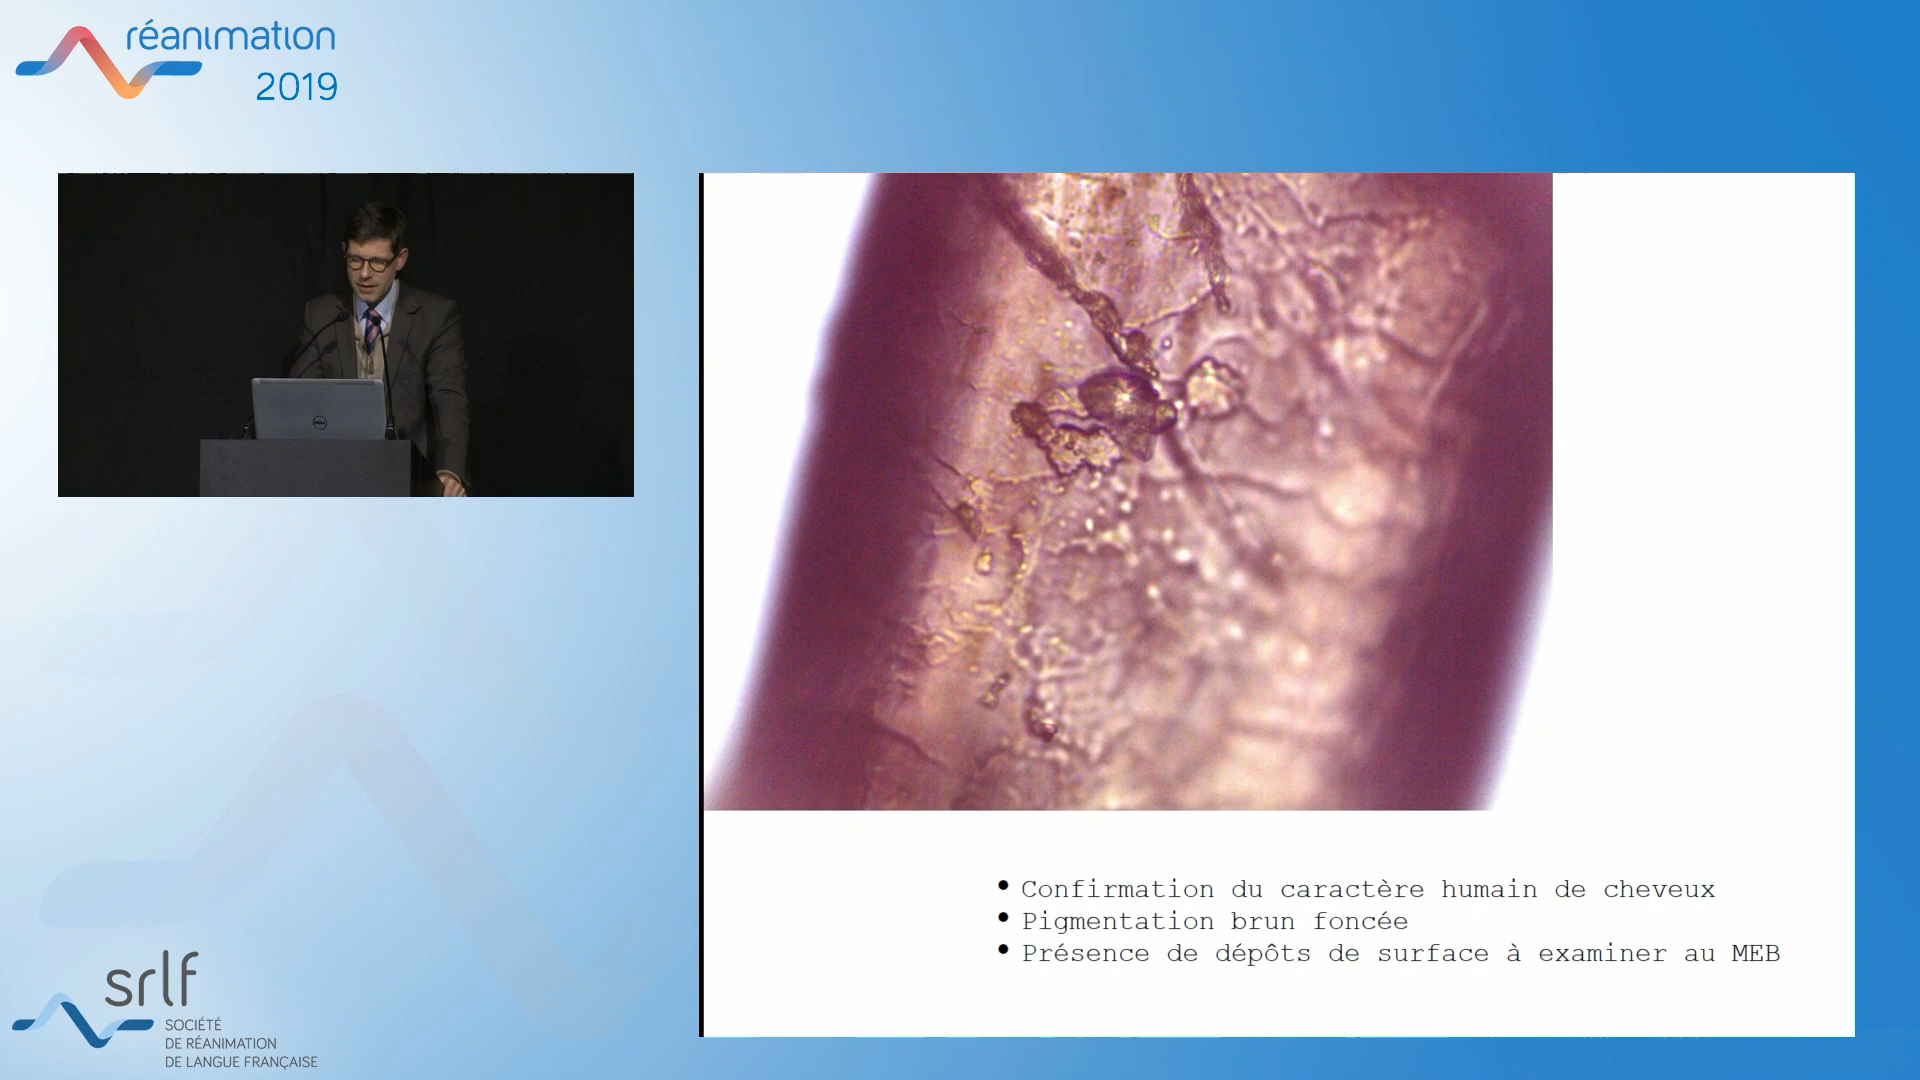 réanimation
2019
• Confirmation du caractère humain de cheveux
• Pigmentation brun foncée
• Présence de dépôts de surface à examiner au MEB
srlf
SOCIÉTÉ
DE RÉANIMATION
DE LANGUE FRANÇAISE
DELL